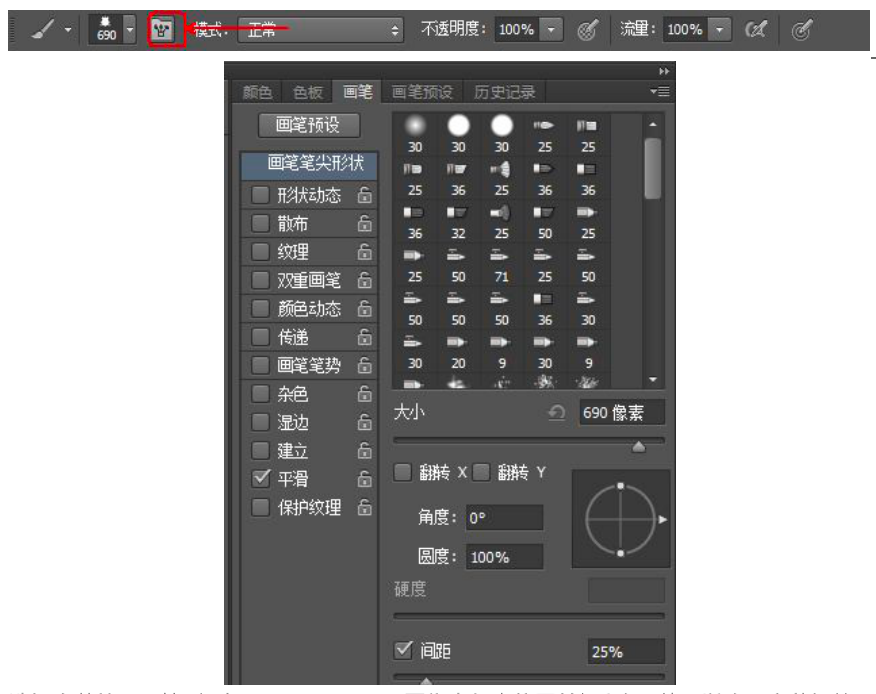 690 模式: 正常 不透明度: 100% 流量: 100%
颜色 色板 画笔 画笔预设 历史记录
画笔预设
画笔笔尖形状
形状动态
散布
纹理
双重画笔
颜色动态
传递
画笔笔势
杂色
湿边
建立
平滑
保护纹理
30 30 30 25 25
25 36 25 36 36
36 32 25 50 25
25 50 71 25 50
50 50 50 36 30
30 20 9 30 9
大小 690 像素
翻转 X 翻转 Y
角度: 0°
圆度: 100%
硬度
间距 25%